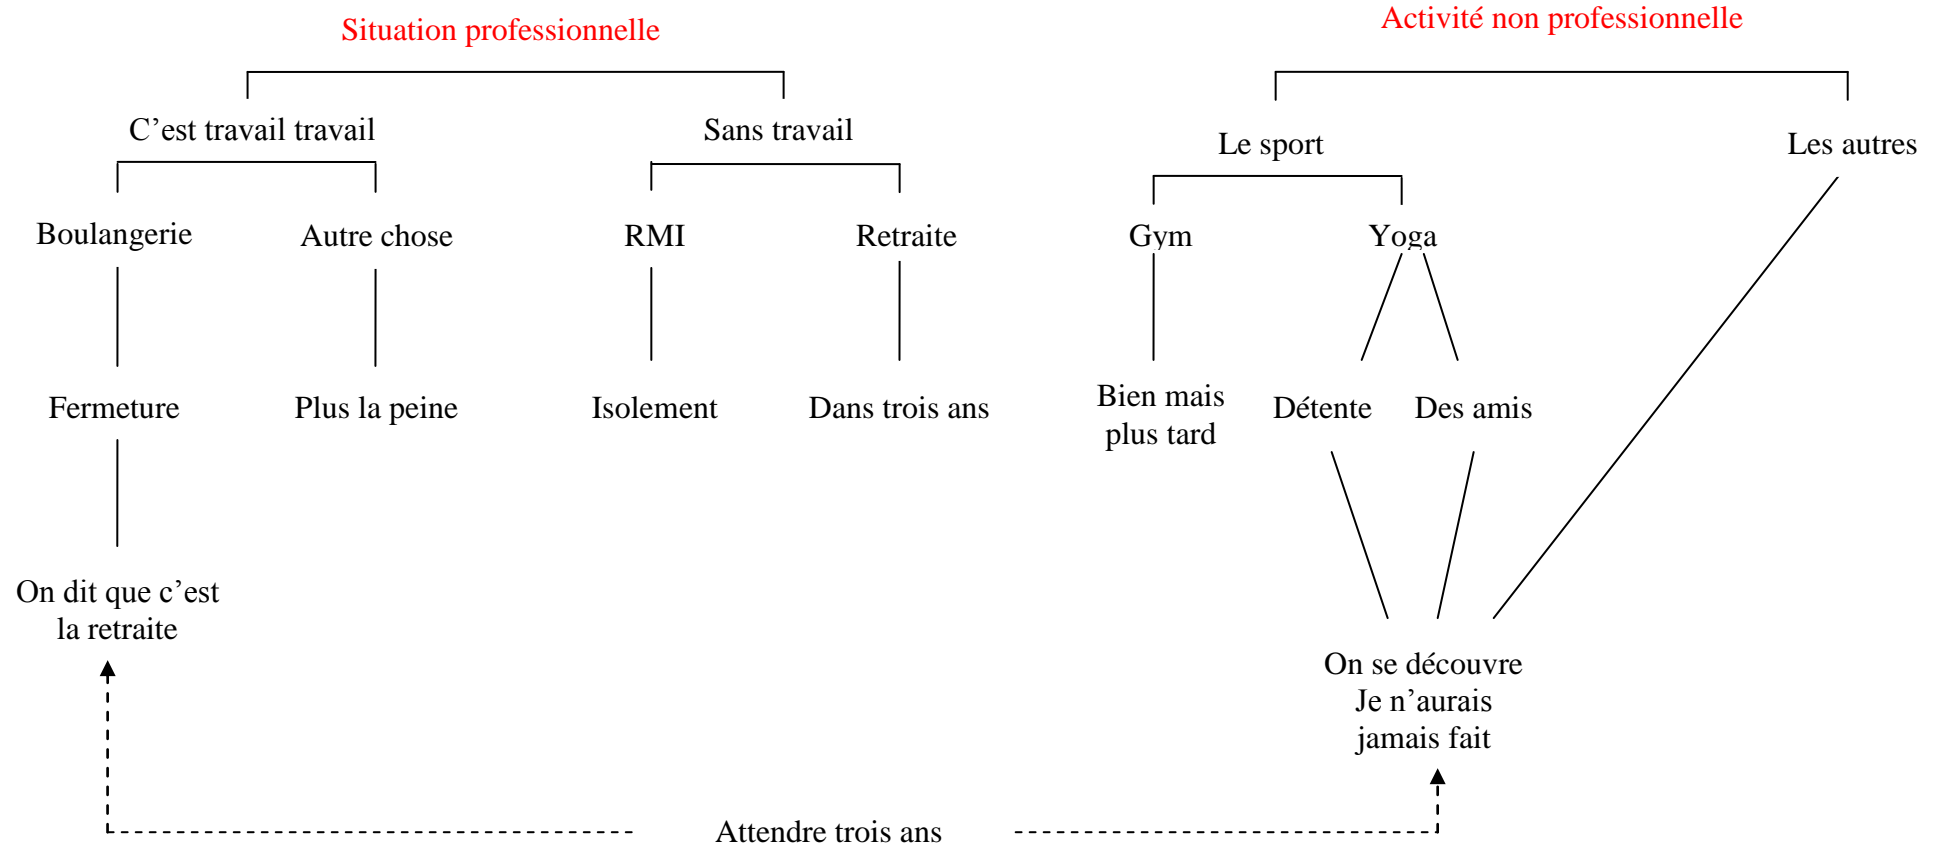 Situation professionnelle
Activité non professionnelle
C’est travail travail
Sans travail
Le sport
Les autres
Boulangerie
Autre chose
RMI
Retraite
Gym
Yoga
Fermeture
Plus la peine
Isolement
Dans trois ans
Bien mais
plus tard
Détente
Des amis
On dit que c’est
la retraite
On se découvre
Je n’aurais
jamais fait
Attendre trois ans